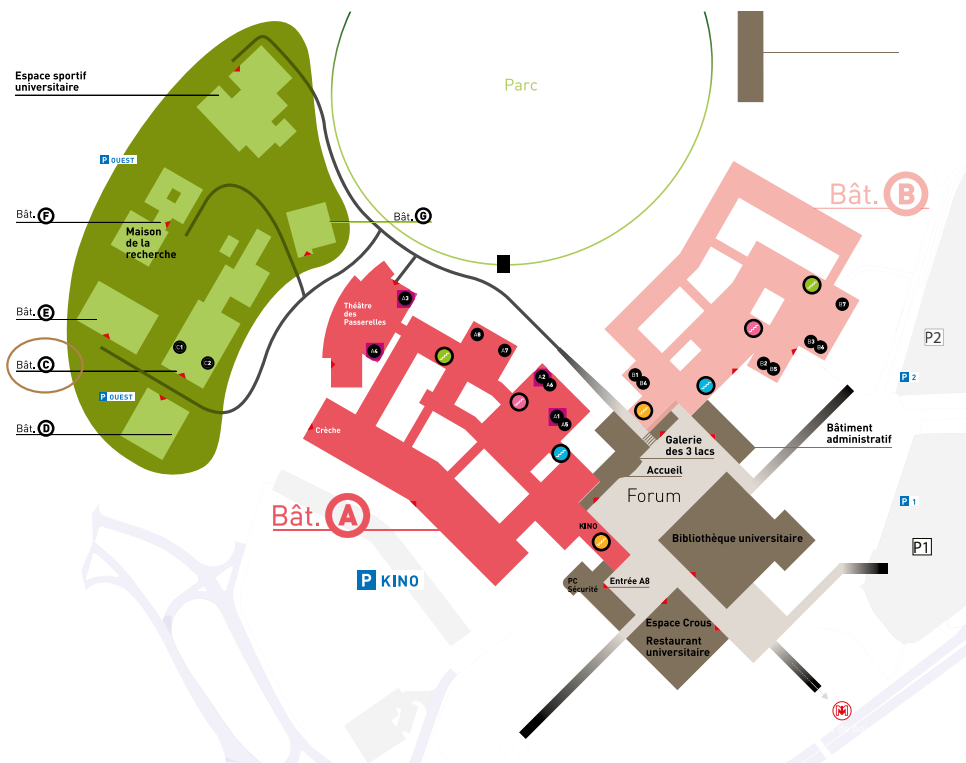 Parc
Espace sportif
universitaire
P OUEST
Bât. B
Bât. F
Bât. G
Maison
de la
recherche
A3
Théâtre
des
Passerelles
B7
Bât. E
A8
B3 B6
P2
C1
A6
A7
C2
B2
B5
Bât. C
A2
A6
B1
B4
P 2
P OUEST
A1
A5
Bât. D
Crèche
Bâtiment
administratif
Galerie
des 3 lacs
Accueil
Forum
P 1
Bât. A
KINO
Bibliothèque universitaire
P1
P KINO
PC
Sécurité
Entrée A8
Espace Crous
Restaurant
universitaire
M